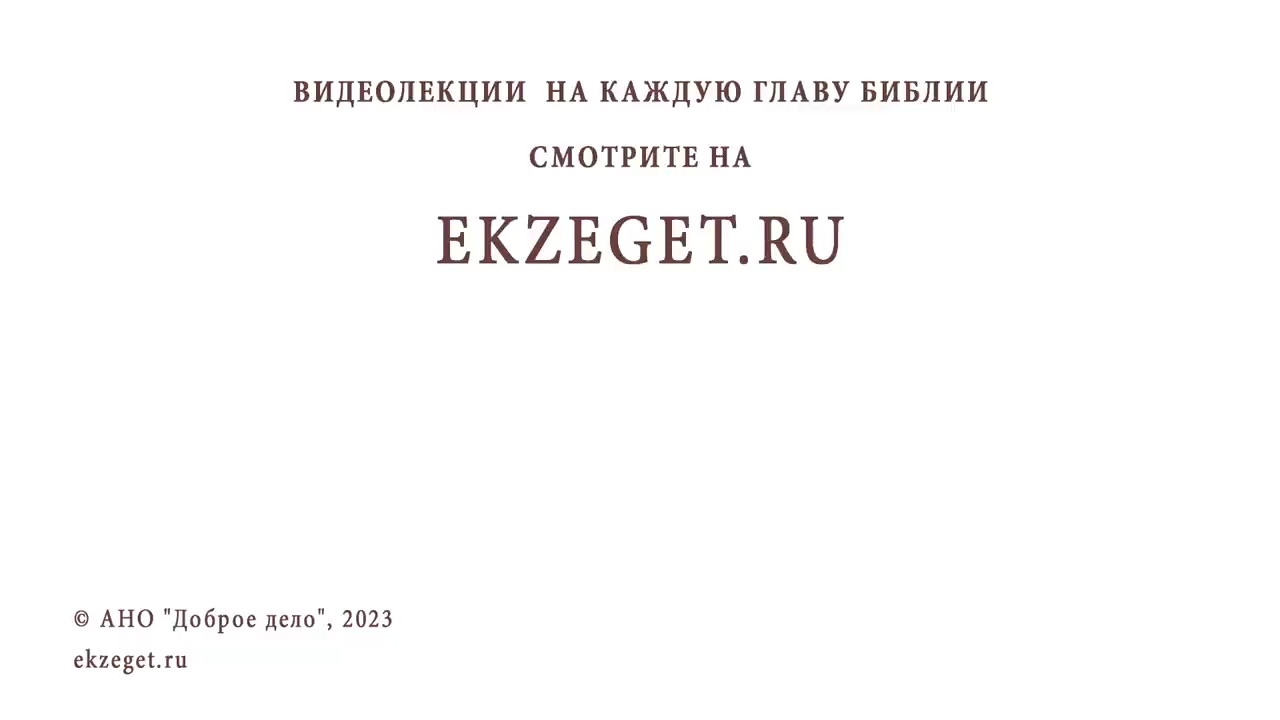 ВИДЕОЛЕКЦИИ НА КАЖДУЮ ГЛАВУ БИБЛИИ
СМОТРИТЕ НА
EKZEGET.RU
© АНО "Доброе дело", 2023
ekzeget.ru